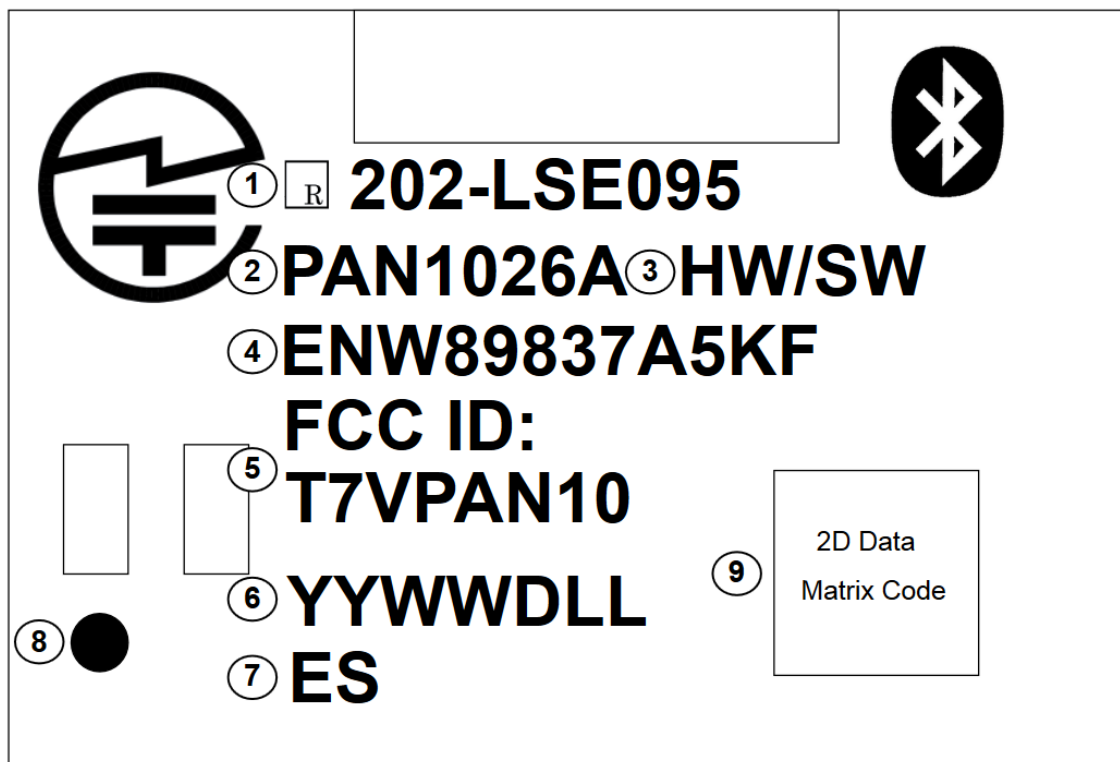 1 R 202-LSE095
2 PAN1026A 3 HW/SW
4 ENW89837A5KF
FCC ID:
5
T7VPAN10
9 2D Data
Matrix Code
6 YYWWDLL
8
7 ES